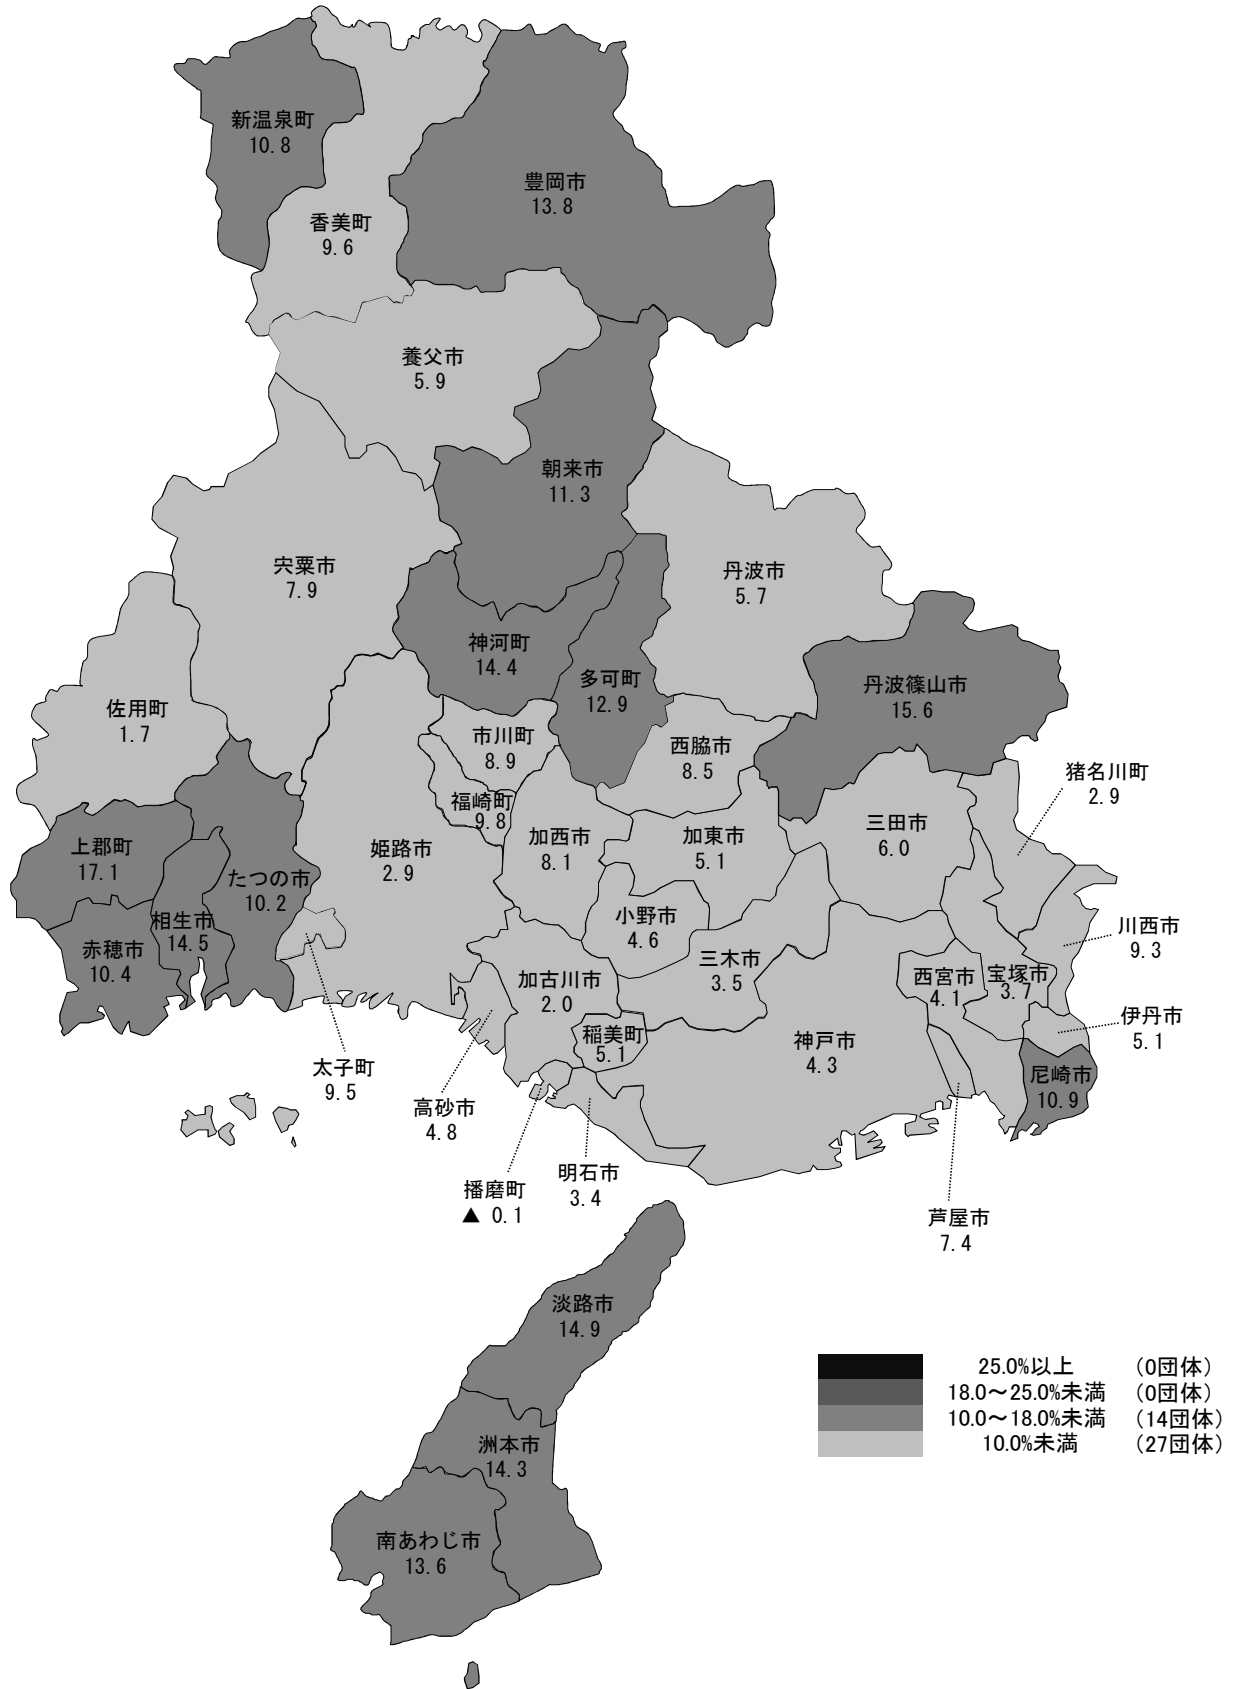 新温泉町
10.8
豊岡市
13.8
香美町
9.6
養父市
5.9
朝来市
11.3
宍粟市
7.9
丹波市
5.7
神河町
14.4
多可町
12.9
丹波篠山市
15.6
佐用町
1.7
市川町
8.9
西脇市
8.5
猪名川町
2.9
福崎町
9.8
加西市
8.1
加東市
5.1
三田市
6.0
上郡町
17.1
姫路市
2.9
たつの市
10.2
相生市
14.5
小野市
4.6
川西市
9.3
赤穂市
10.4
三木市
3.5
加古川市
2.0
西宮市
4.1
宝塚市
3.7
伊丹市
5.1
稲美町
5.1
神戸市
4.3
太子町
9.5
尼崎市
10.9
高砂市
4.8
明石市
3.4
播磨町
▲ 0.1
芦屋市
7.4
淡路市
14.9
洲本市
14.3
南あわじ市
13.6
25.0%以上 (0団体)
18.0～25.0%未満 (0団体)
10.0～18.0%未満 (14団体)
10.0%未満 (27団体)